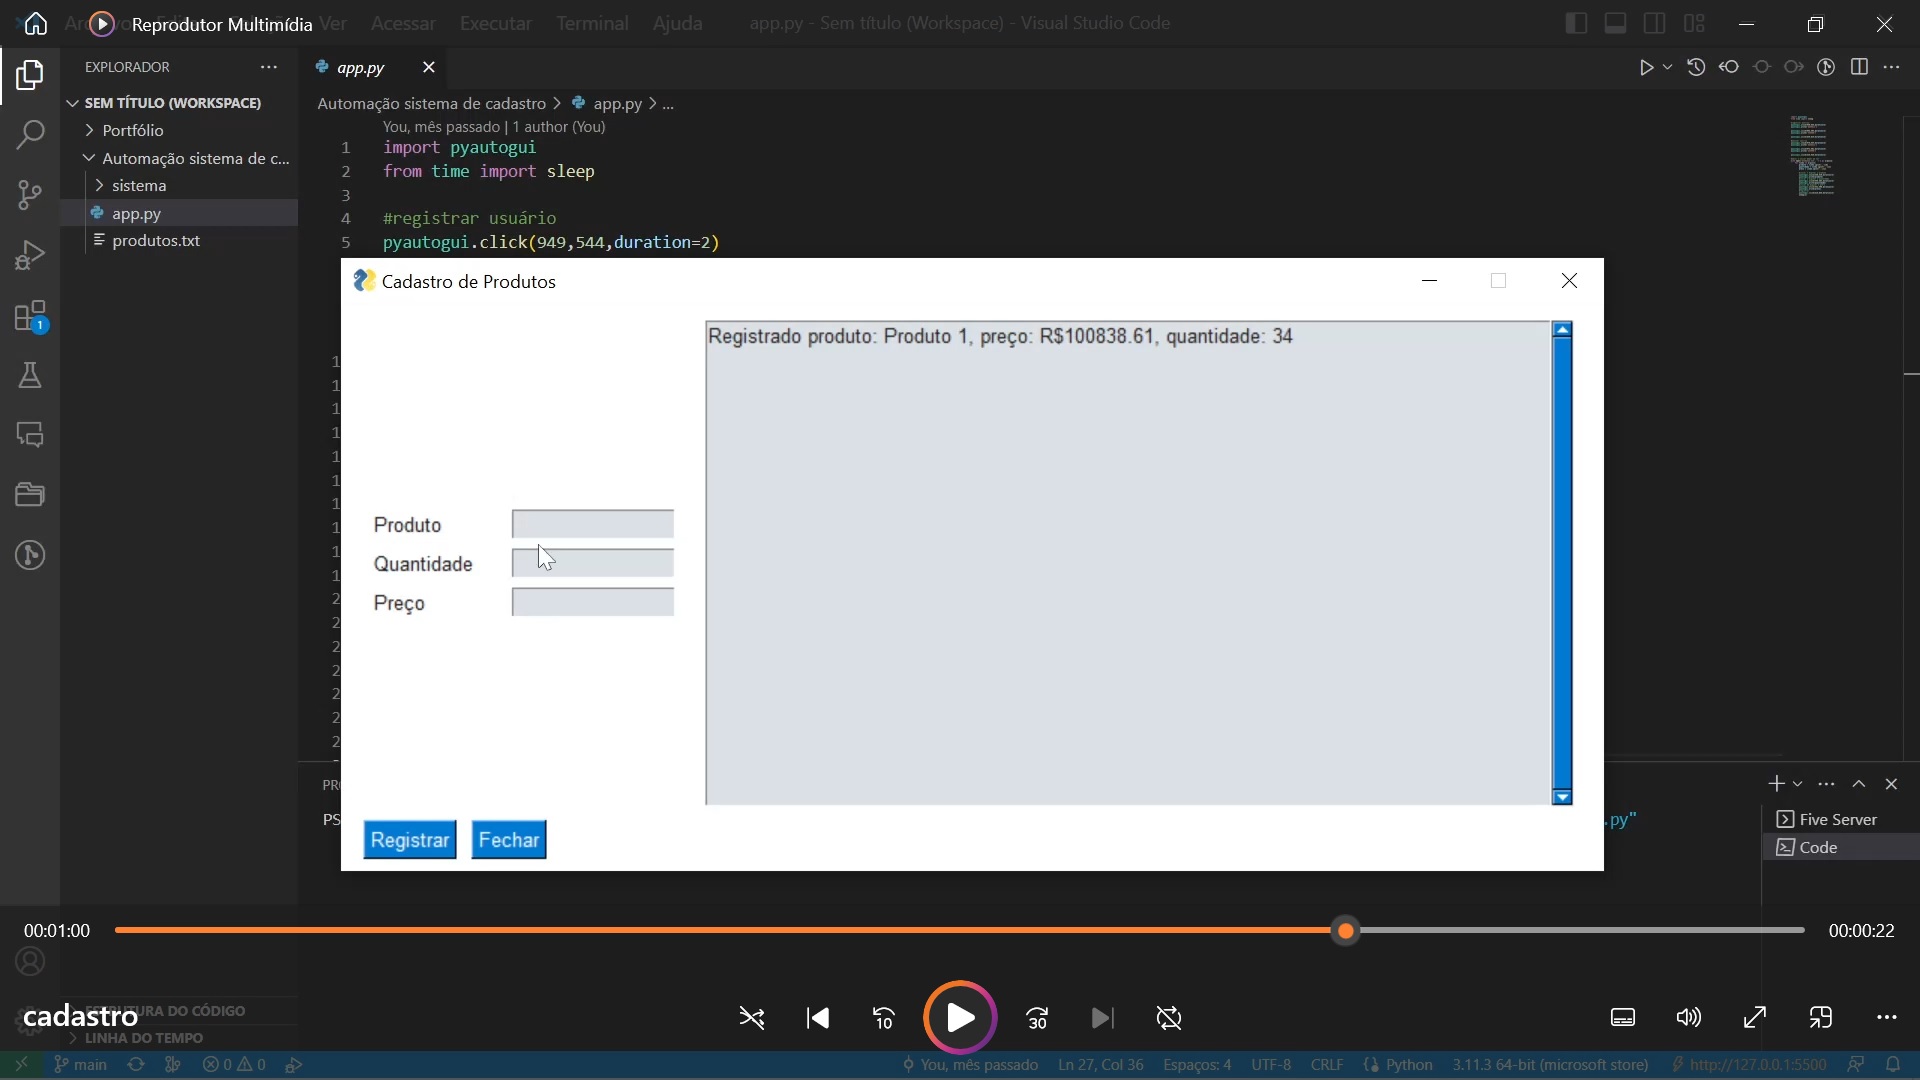 Reprodutor Multimídia
Ver Acessar Executar Terminal Ajuda
app.py - Sem título (Workspace) - Visual Studio Code
EXPLORADOR
app.py
SEM TÍTULO (WORKSPACE)
Portfólio
Automação sistema de c...
sistema
app.py
produtos.txt
Automação sistema de cadastro > app.py > ...
You, mês passado | 1 author (You)
1 import pyautogui
2 from time import sleep
3
4 #registrar usuário
5 pyautogui.click(949,544,duration=2)
Cadastro de Produtos
Registrado produto: Produto 1, preço: R$100838.61, quantidade: 34
Produto
Quantidade
Preço
Registrar Fechar
PS
.py"
Five Server
Code
1
00:01:00
00:00:22
cadastro
10
30
LINHA DO TEMPO
main
0 0
You, mês passado
Ln 27, Col 36
Espaços: 4
UTF-8
CRLF
Python
3.11.3 64-bit (microsoft store)
http://127.0.0.1:5500